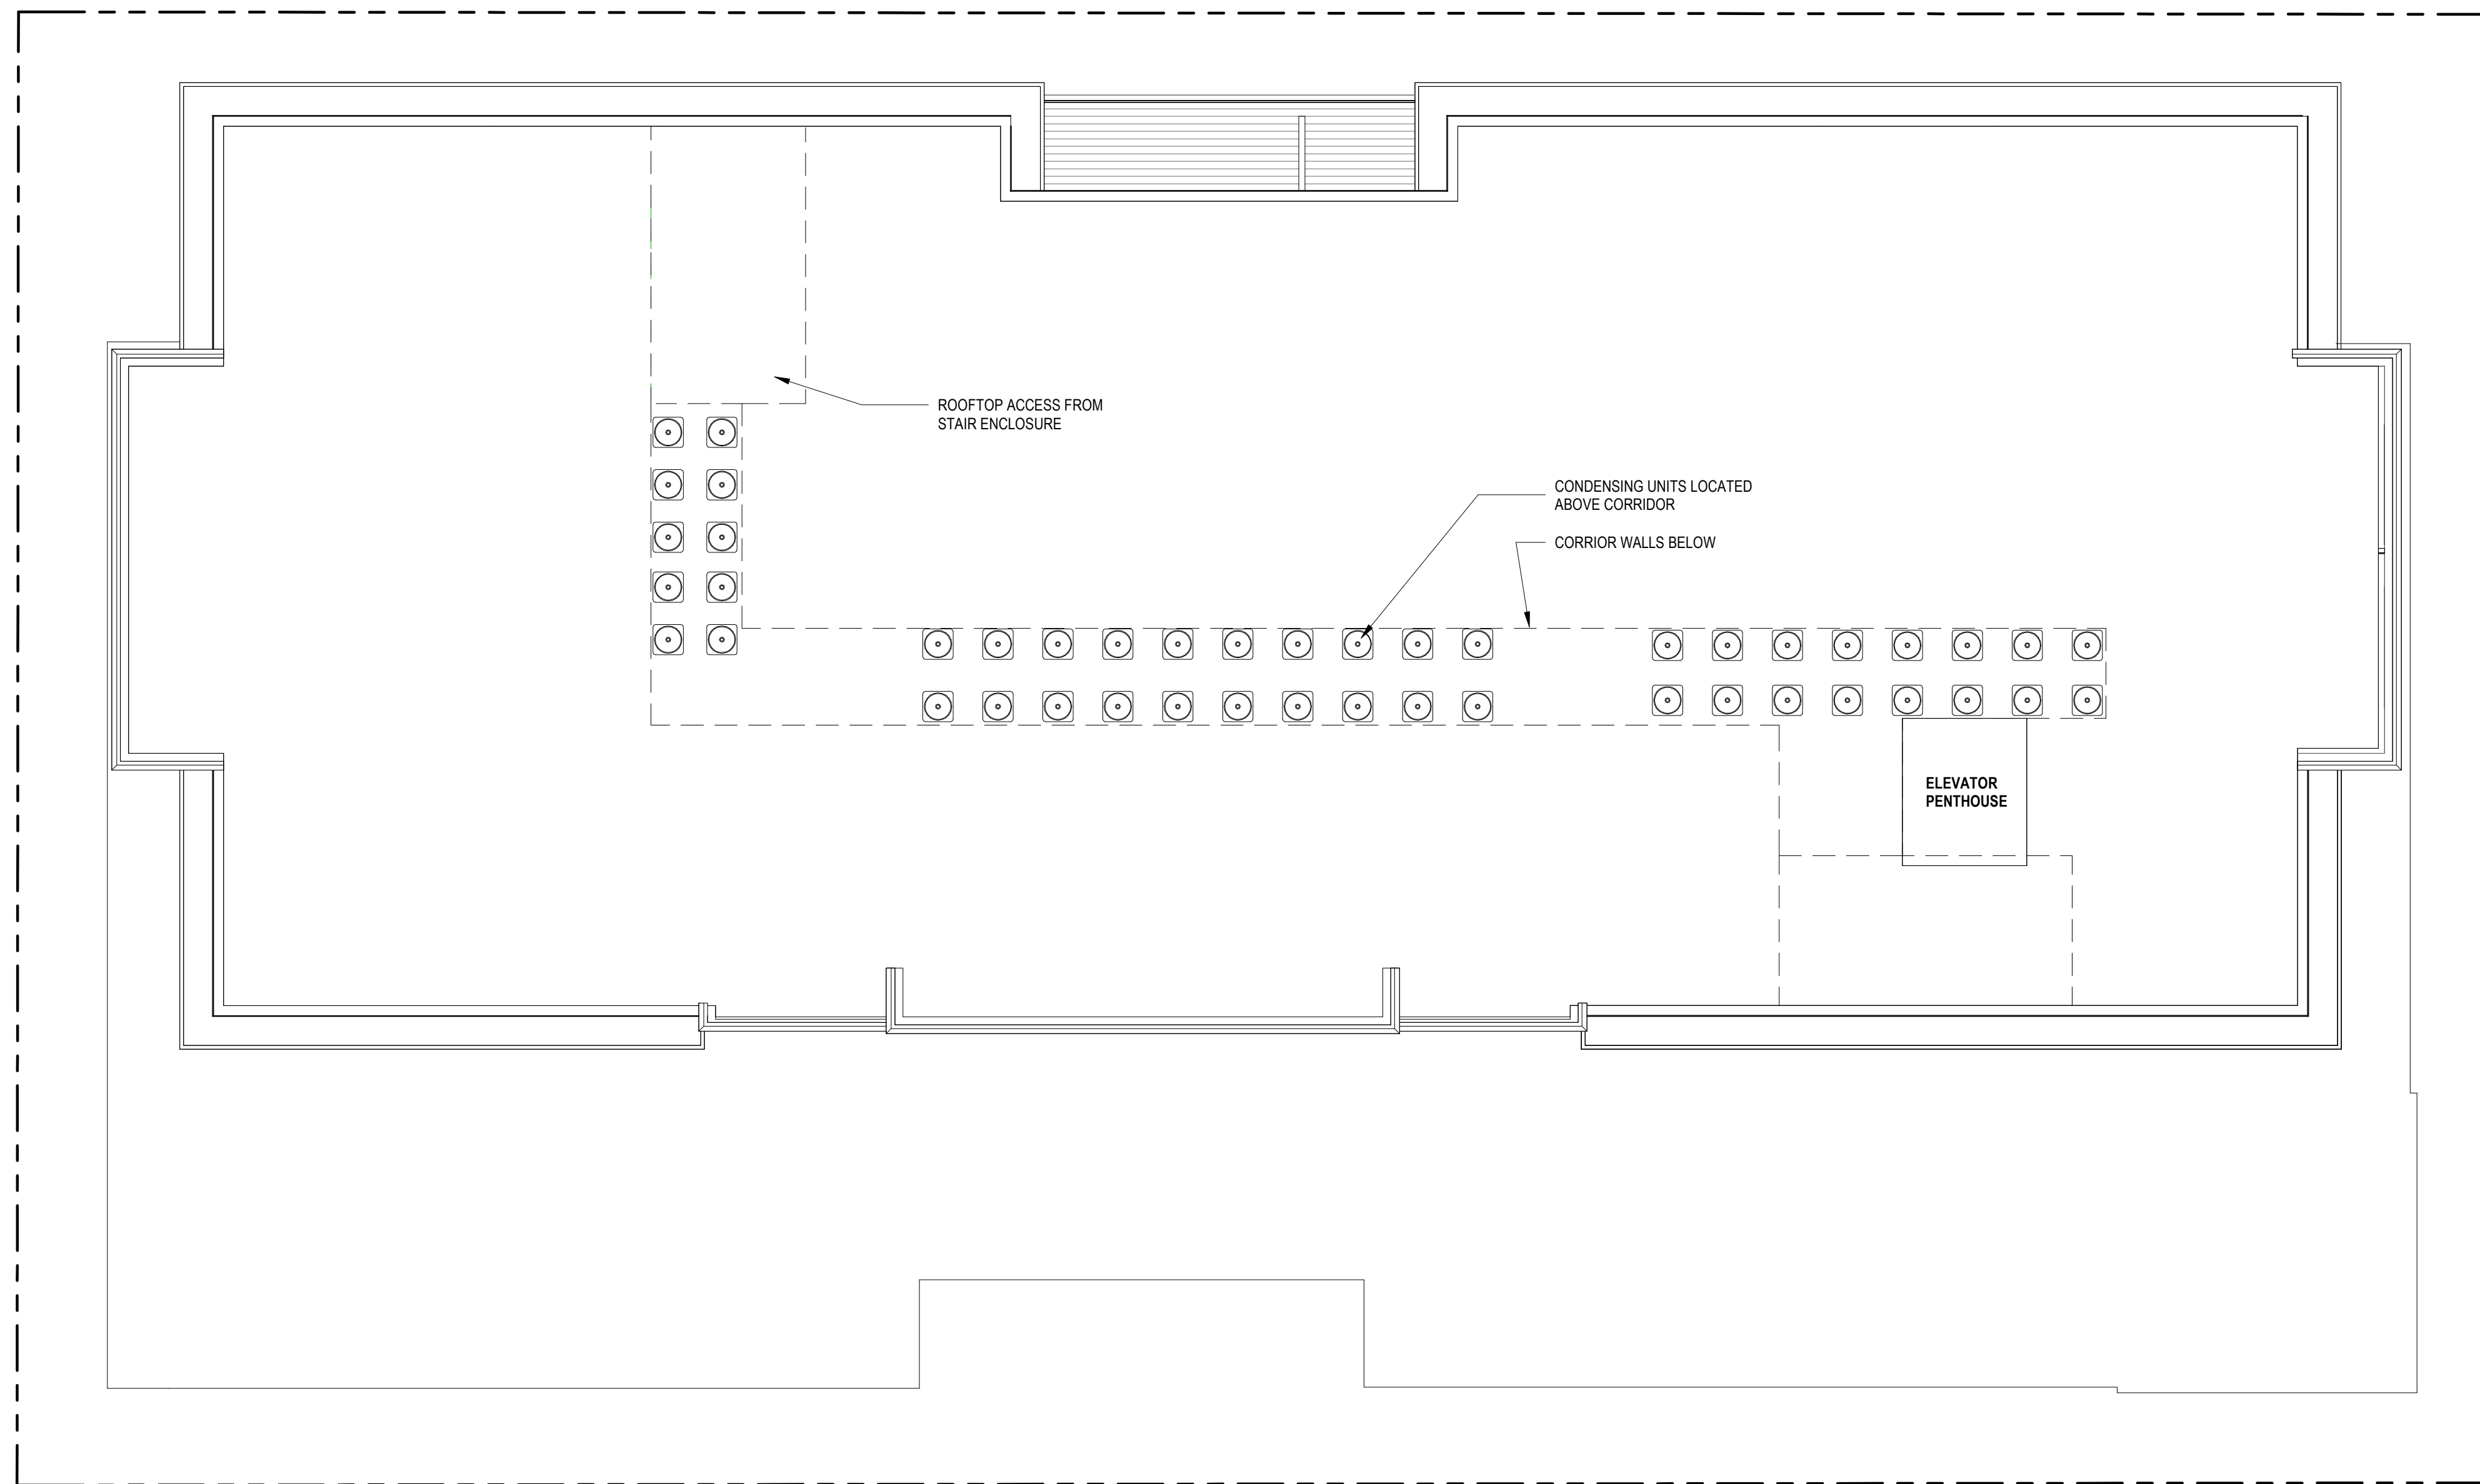 ROOFTOP ACCESS FROM
STAIR ENCLOSURE
CONDENSING UNITS LOCATED
ABOVE CORRIDOR
CORRIOR WALLS BELOW
ELEVATOR
PENTHOUSE